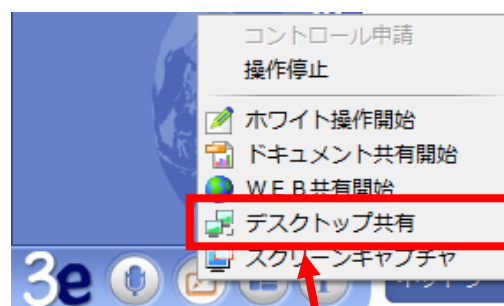 コントロール申請
操作停止
ホワイト操作開始
ドキュメント共有開始
ＷＥＢ共有開始
デスクトップ共有
スクリーンキャプチャ
3e